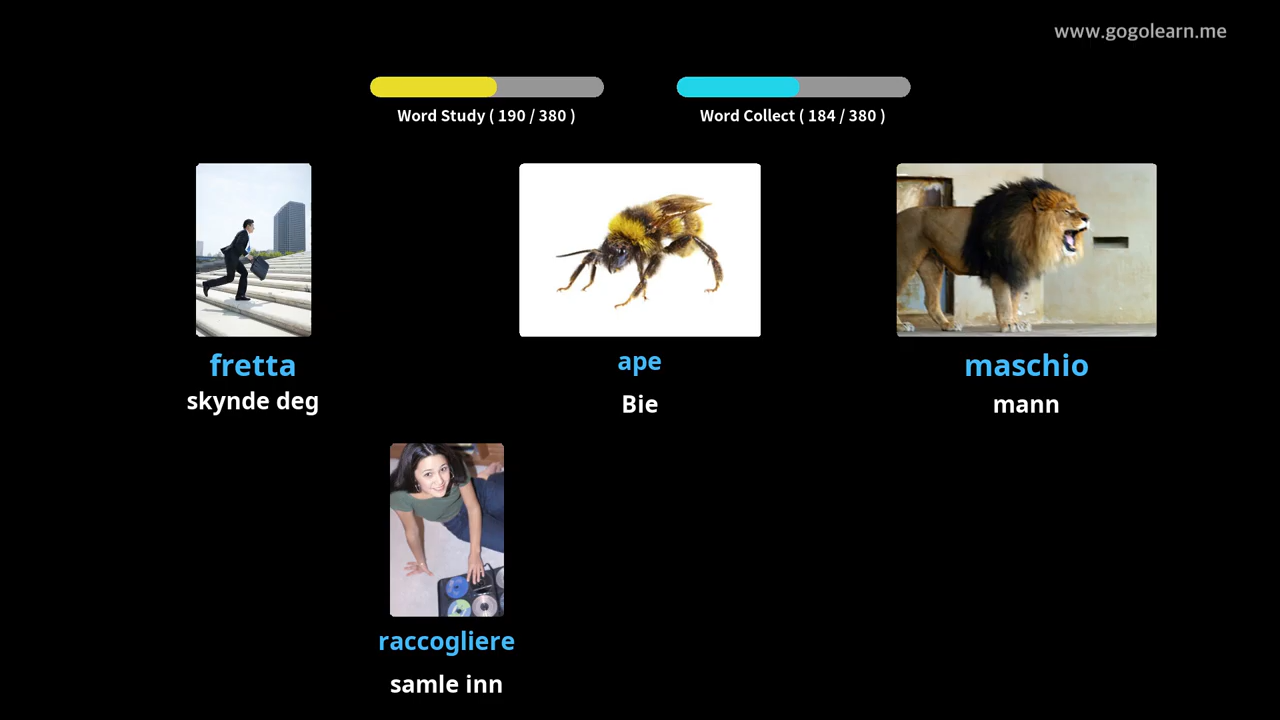 www.gogolearn.me
Word Study ( 190 / 380 )
Word Collect ( 184 / 380 )
fretta
skynde deg
ape
Bie
maschio
mann
raccogliere
samle inn